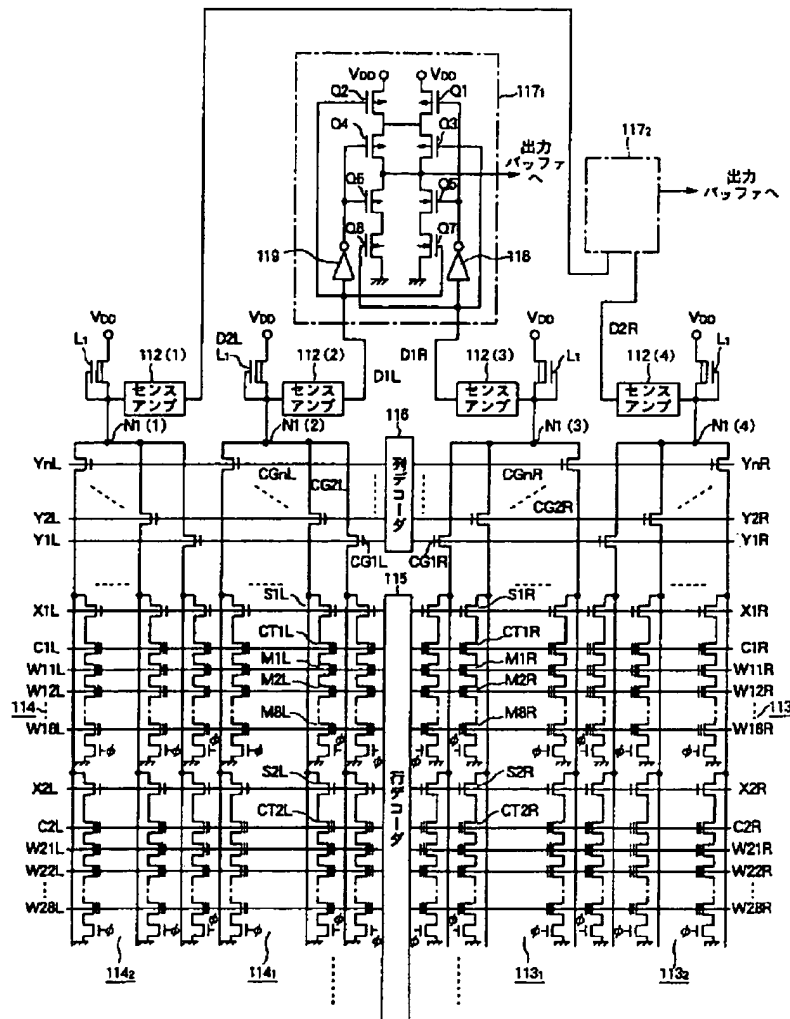 VDD VDD
Q2 Q1
117₁
Q4 Q3
出力
バッファ
へ
117₂
出力
バッファへ
Q6 Q5
Q8 Q7
119
118
D2R
VDD
L1
112(1)
センス
アンプ
D2L
VDD
L1
112(2)
センス
アンプ
D1L
D1R
112(3)
センス
アンプ
VDD
L1
112(4)
センス
アンプ
VDD
L1
N1(1)
N1(2)
116
N1(3)
N1(4)
YnL
CGnL
CG2L
列デコーダ
CGnR
YnR
CG2R
Y2L
Y2R
Y1L
CG1L
CG1R
Y1R
115
S1L
S1R
X1L
X1R
CT1L
CT1R
C1L
C1R
M1L
M1R
W11L
W11R
M2L
M2R
W12L
W12R
114
113
M8L
M8R
W18L
W18R
φ φ φ φ φ φ φ φ φ φ
行デコーダ
S2L
S2R
X2L
X2R
CT2L
CT2R
C2L
C2R
W21L
W21R
W22L
W22R
W28L
W28R
φ φ φ φ φ φ φ φ φ φ
114₂
114₁
113₁
113₂